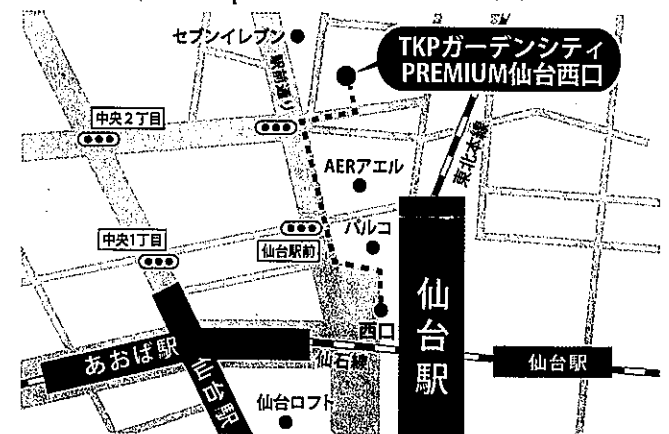 セブンイレブン
TKPガーデンシティ
PREMIUM仙台西口
駅前通り
中央2丁目
東北本線
AERアエル
中央1丁目
仙台駅前
パルコ
西口
仙台駅
あおば駅
仙台駅
仙石線
仙台駅
仙台ロフト